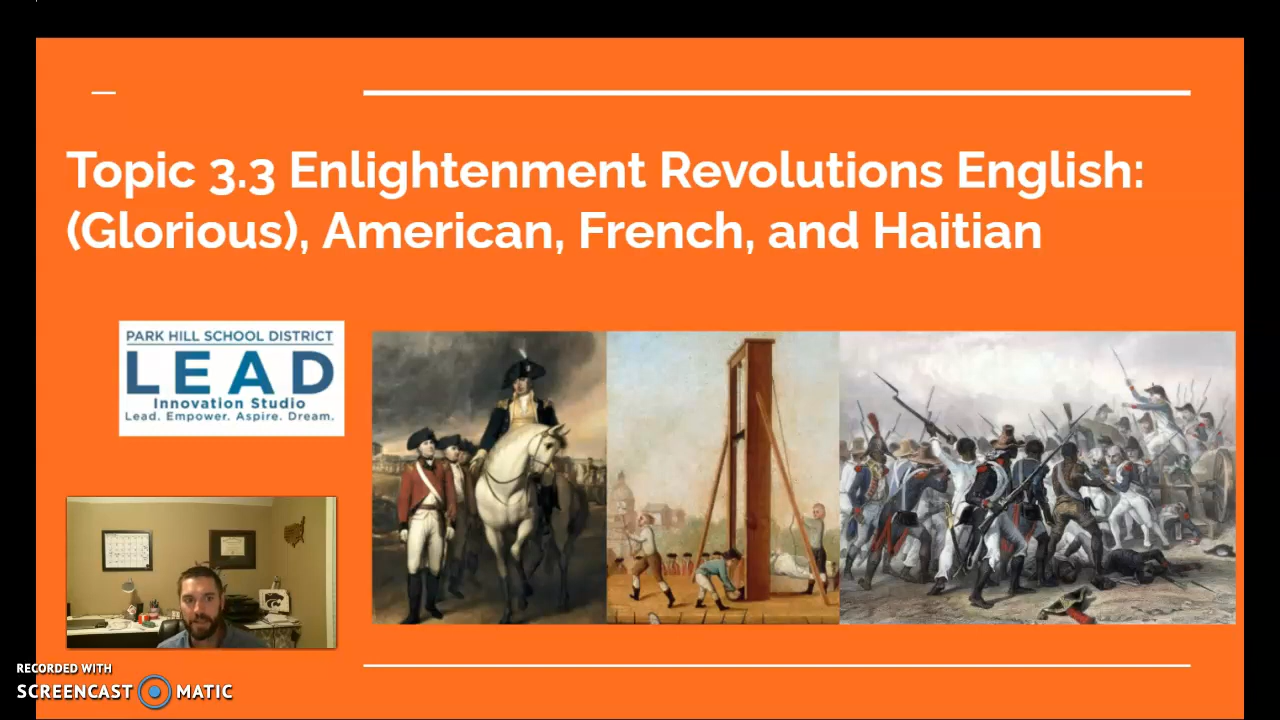 Topic 3.3 Enlightenment Revolutions English:
(Glorious), American, French, and Haitian
PARK HILL SCHOOL DISTRICT
LEAD
Innovation Studio
Lead. Empower. Aspire. Dream.
RECORDED WITH
SCREENCAST MATIC